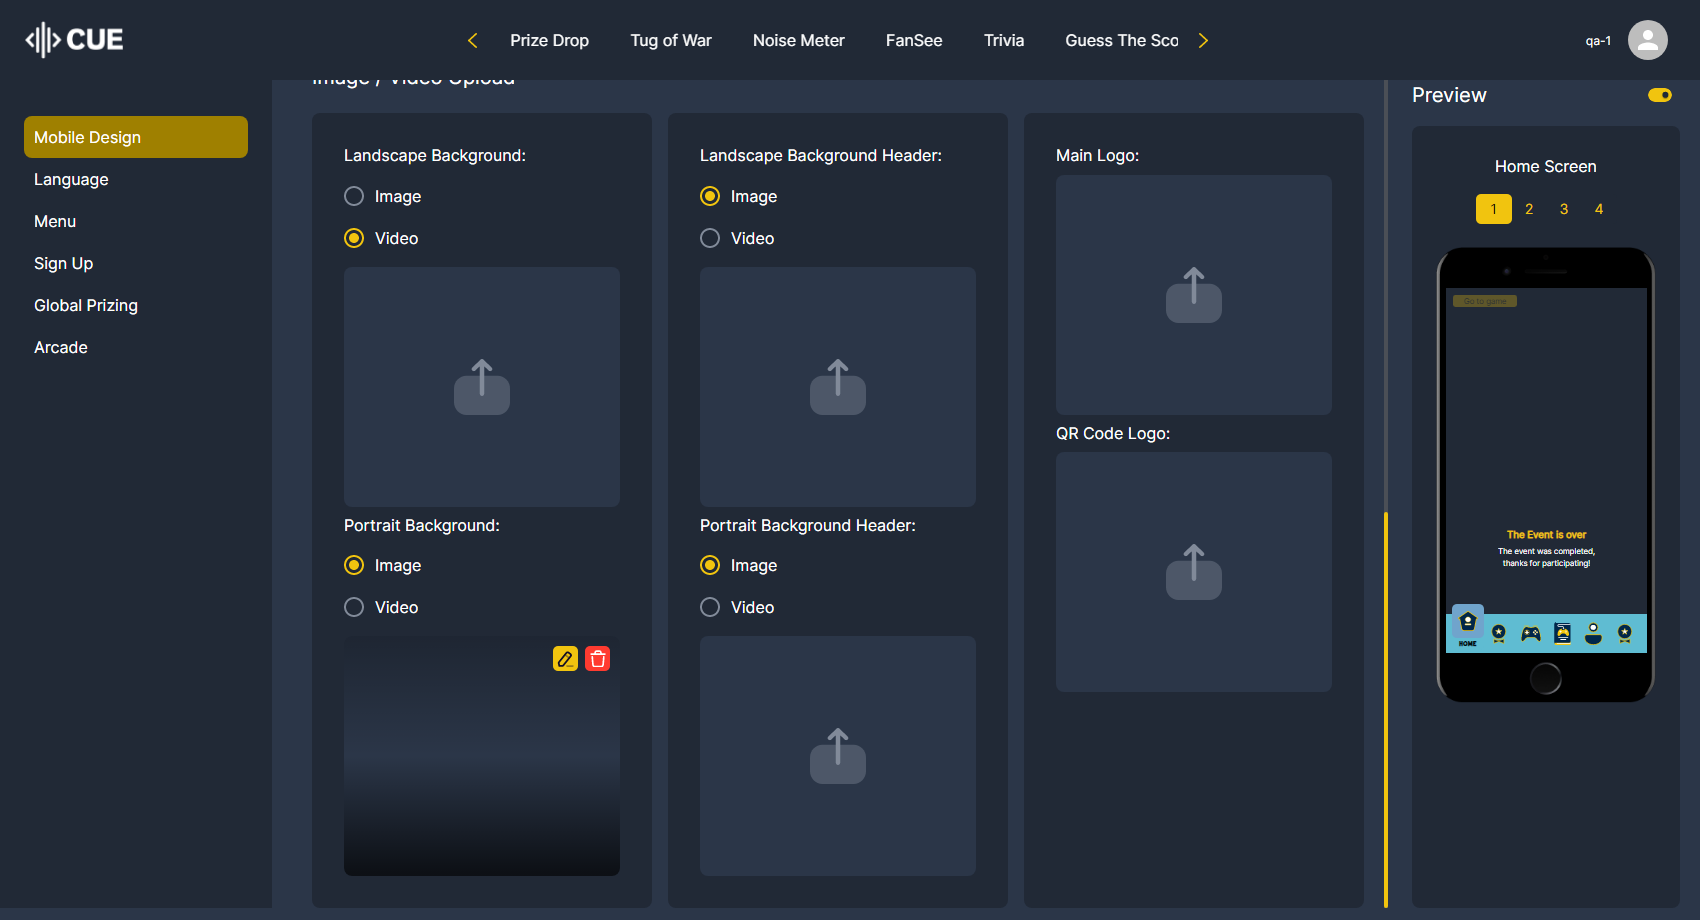 CUE
Prize Drop
Tug of War
Noise Meter
FanSee
Trivia
Guess The Sco
qa-1
Mobile Design
Language
Menu
Sign Up
Global Prizing
Arcade
Image / Video Upload
Landscape Background:
Image
Video
Portrait Background:
Image
Video
Landscape Background Header:
Image
Video
Portrait Background Header:
Image
Video
Main Logo:
QR Code Logo:
Preview
Home Screen
1 2 3 4
Go to game
The Event is over
The event was completed,
thanks for participating!
HOME